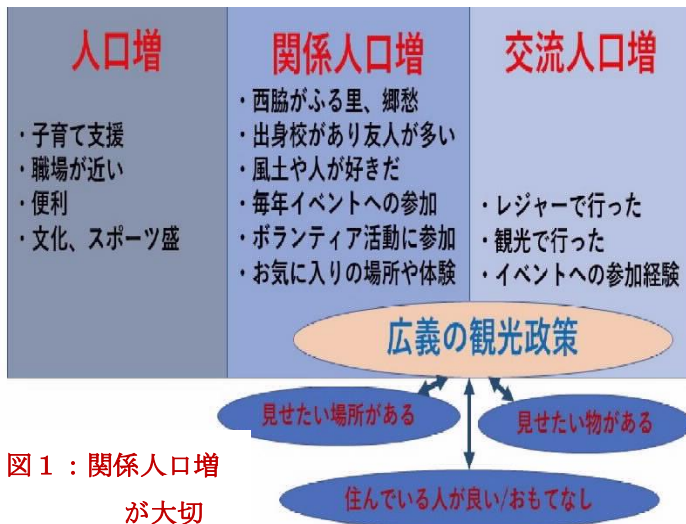 人口増
・子育て支援
・職場が近い
・便利
・文化、スポーツ盛
関係人口増
・西脇がふる里、郷愁
・出身校があり友人が多い
・風土や人が好きだ
・毎年イベントへの参加
・ボランティア活動に参加
・お気に入りの場所や体験
交流人口増
・レジャーで行った
・観光で行った
・イベントへの参加経験
広義の観光政策
見せたい場所がある
見せたい物がある
住んでいる人が良い/おもてなし
図１：関係人口増
が大切